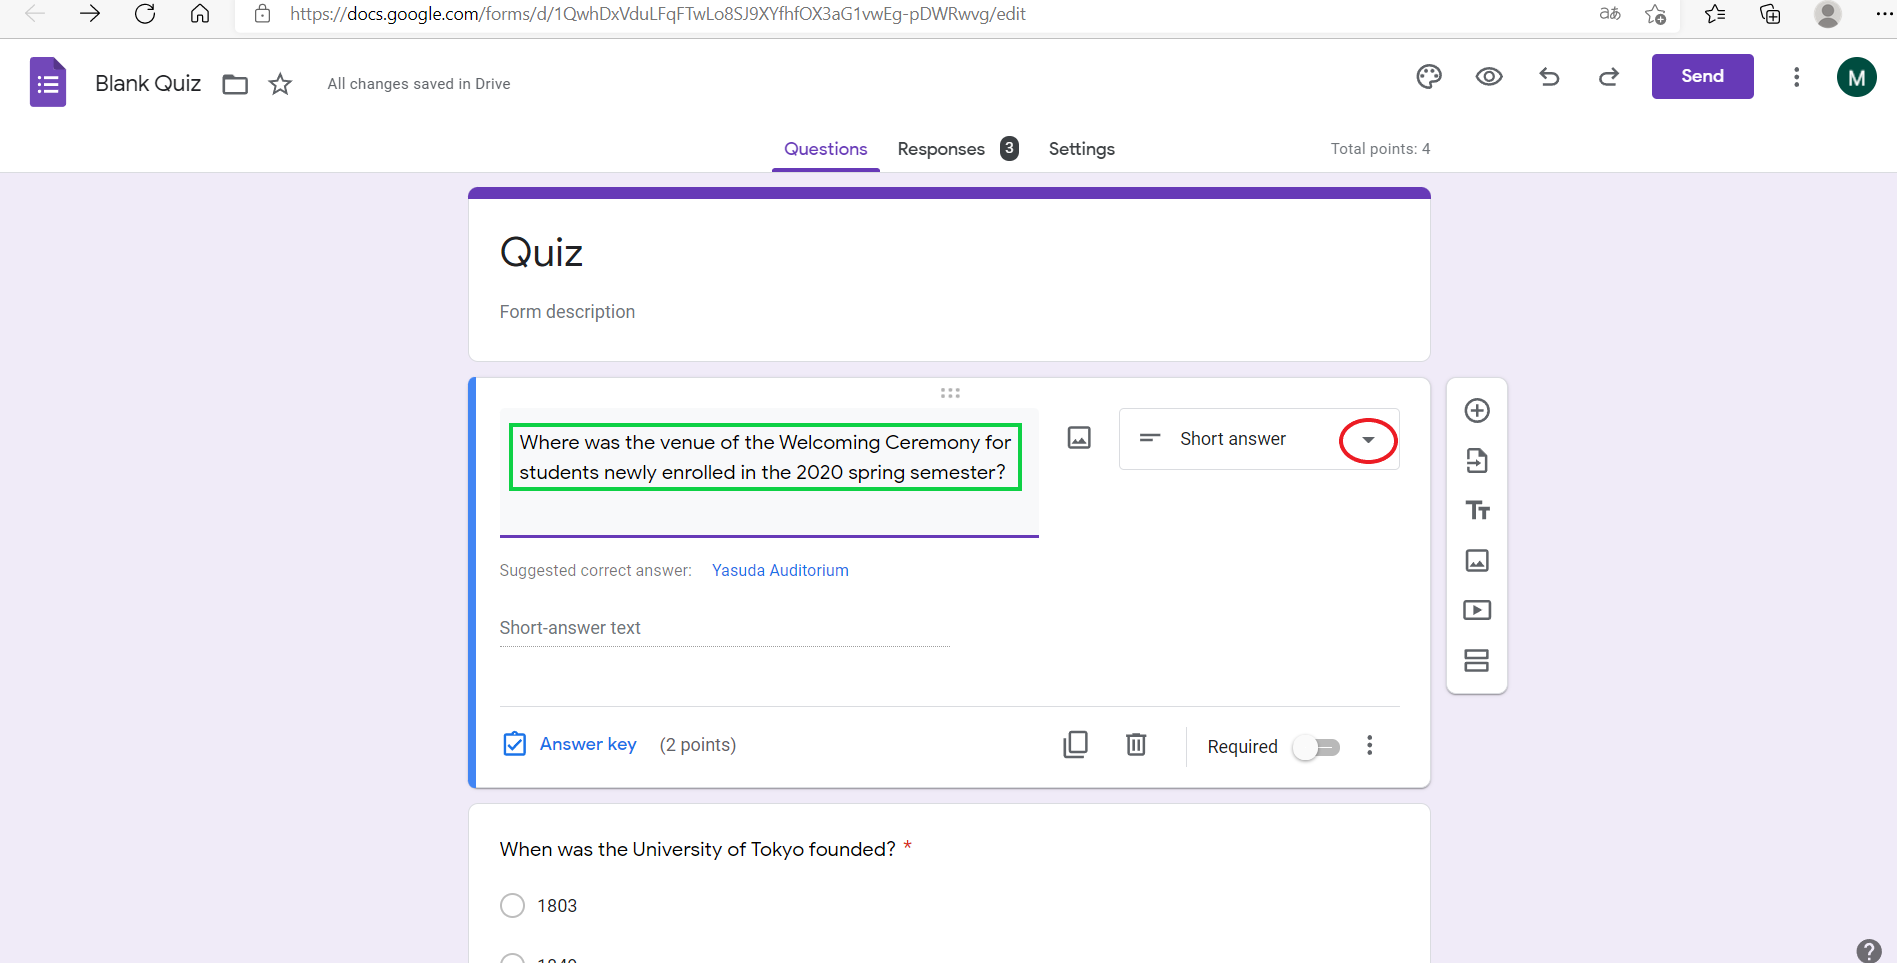 https://docs.google.com/forms/d/1QwhDxVduLFqFTwLo8SJ9XYfhfOX3aG1vwEg-pDWRwvg/edit
aあ
Blank Quiz
All changes saved in Drive
Send
M
Questions
Responses 3
Settings
Total points: 4
Quiz
Form description
Where was the venue of the Welcoming Ceremony for
students newly enrolled in the 2020 spring semester?
Short answer
Tт
Suggested correct answer: Yasuda Auditorium
Short-answer text
Answer key (2 points)
Required
When was the University of Tokyo founded? *
1803
?